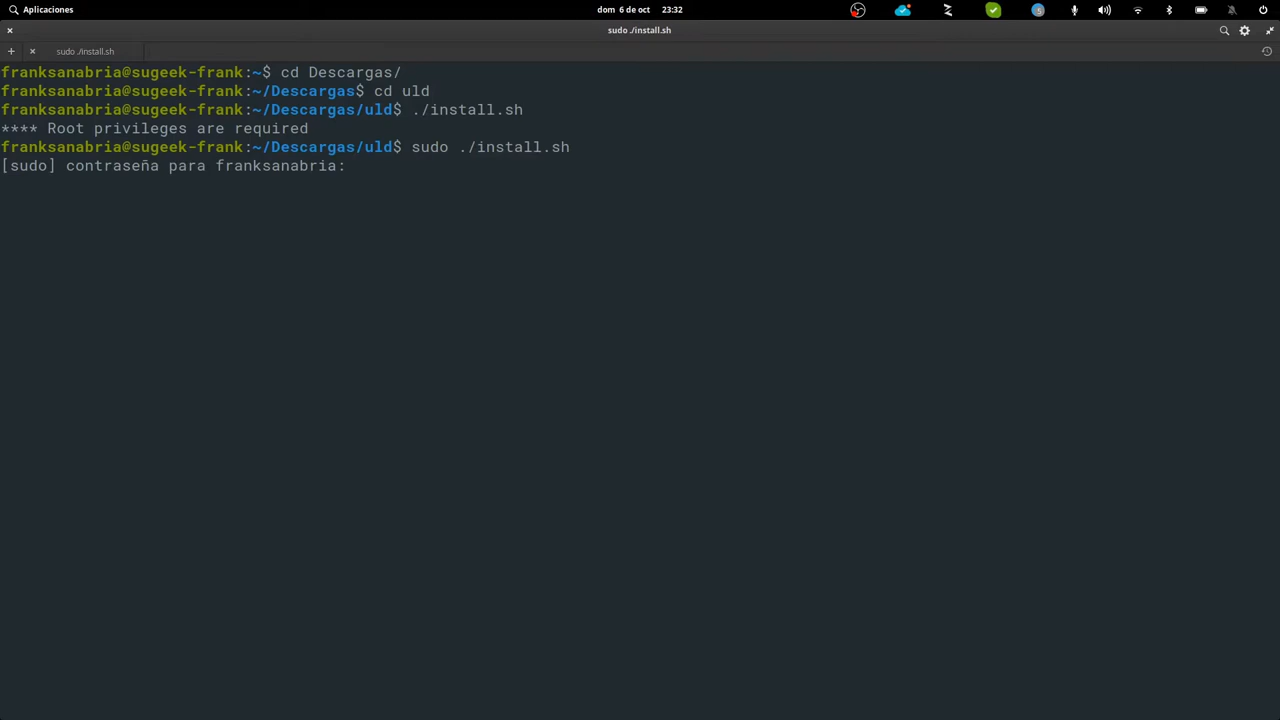 Aplicaciones
dom 6 de oct 23:32
sudo ./install.sh
sudo ./install.sh
franksanabria@sugeek-frank:~$ cd Descargas/
franksanabria@sugeek-frank:~/Descargas$ cd uld
franksanabria@sugeek-frank:~/Descargas/uld$ ./install.sh
**** Root privileges are required
franksanabria@sugeek-frank:~/Descargas/uld$ sudo ./install.sh
[sudo] contraseña para franksanabria: